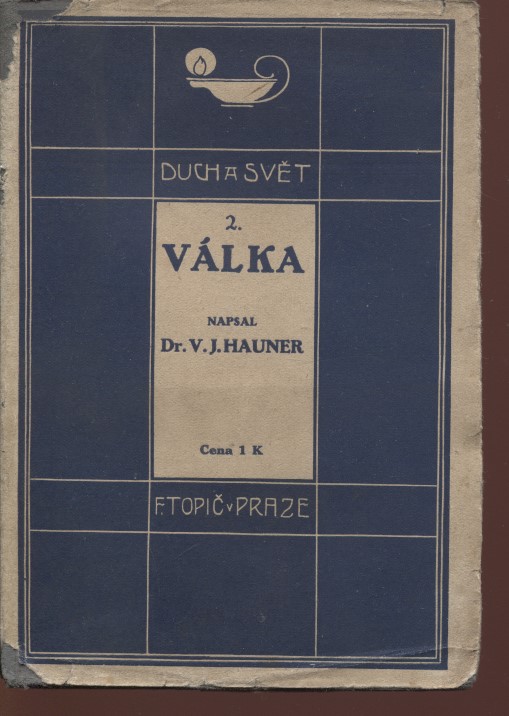 DUCH A SVĚT
2.
VÁLKA
NAPSAL
Dr. V. J. HAUNER
Cena 1 K
F. TOPIČ V PRAZE